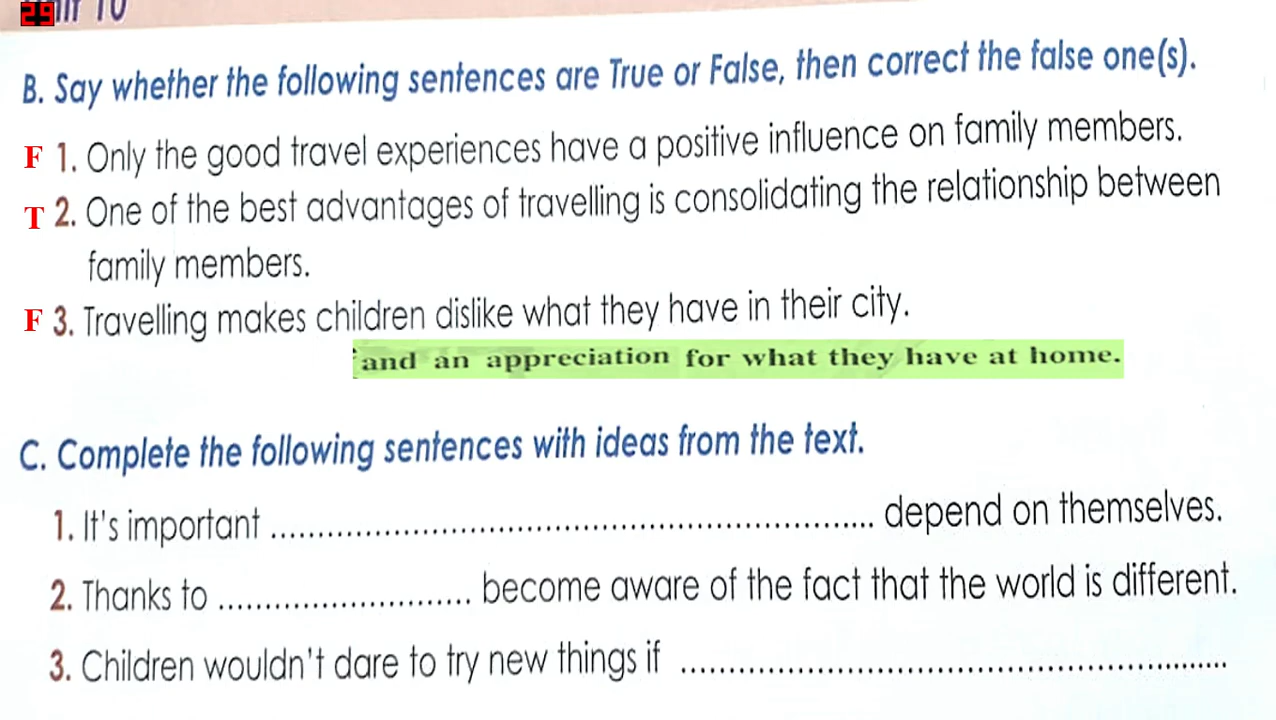 29
10
B. Say whether the following sentences are True or False, then correct the false one(s).
F 1. Only the good travel experiences have a positive influence on family members.
T 2. One of the best advantages of travelling is consolidating the relationship between
family members.
F 3. Travelling makes children dislike what they have in their city.
and an appreciation for what they have at home.
C. Complete the following sentences with ideas from the text.
1. It's important ................................................................ depend on themselves.
2. Thanks to ........................... become aware of the fact that the world is different.
3. Children wouldn't dare to try new things if ..........................................................